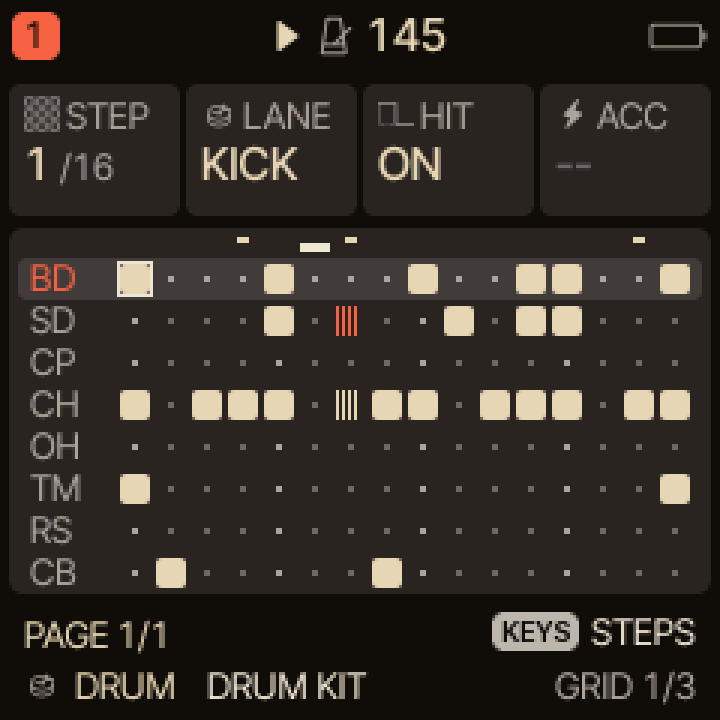 1 145
STEP LANE HIT ACC
1 /16 KICK ON --
BD
SD
CP
CH
OH
TM
RS
CB
PAGE 1/1 KEYS STEPS
DRUM DRUM KIT GRID 1/3